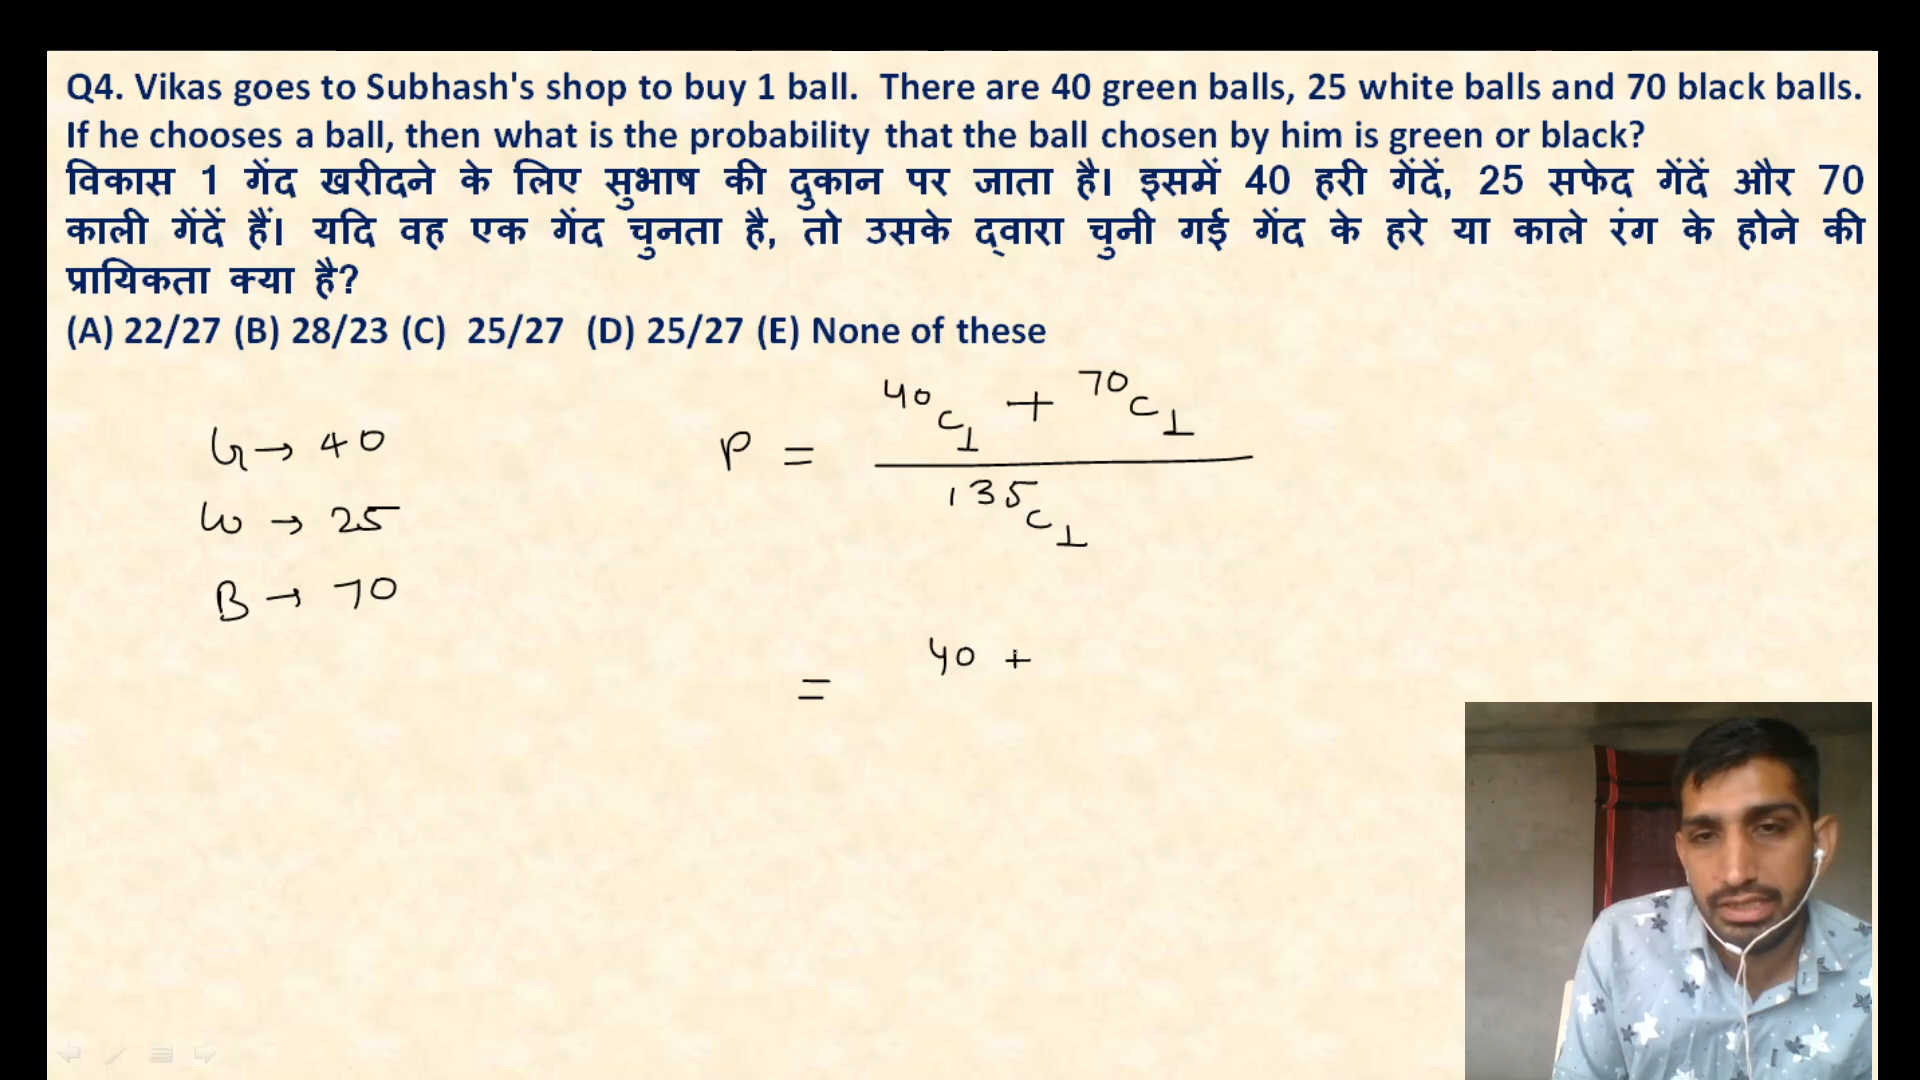 Q4. Vikas goes to Subhash's shop to buy 1 ball. There are 40 green balls, 25 white balls and 70 black balls.
If he chooses a ball, then what is the probability that the ball chosen by him is green or black?
विकास 1 गेंद खरीदने के लिए सुभाष की दुकान पर जाता है। इसमें 40 हरी गेंदें, 25 सफेद गेंदें और 70
काली गेंदें हैं। यदि वह एक गेंद चुनता है, तो उसके द्वारा चुनी गई गेंद के हरे या काले रंग के होने की
प्रायिकता क्या है?
(A) 22/27 (B) 28/23 (C) 25/27 (D) 25/27 (E) None of these
G → 40
W → 25
B → 70
P = 40C1 + 70C1
135C1
= 40 +